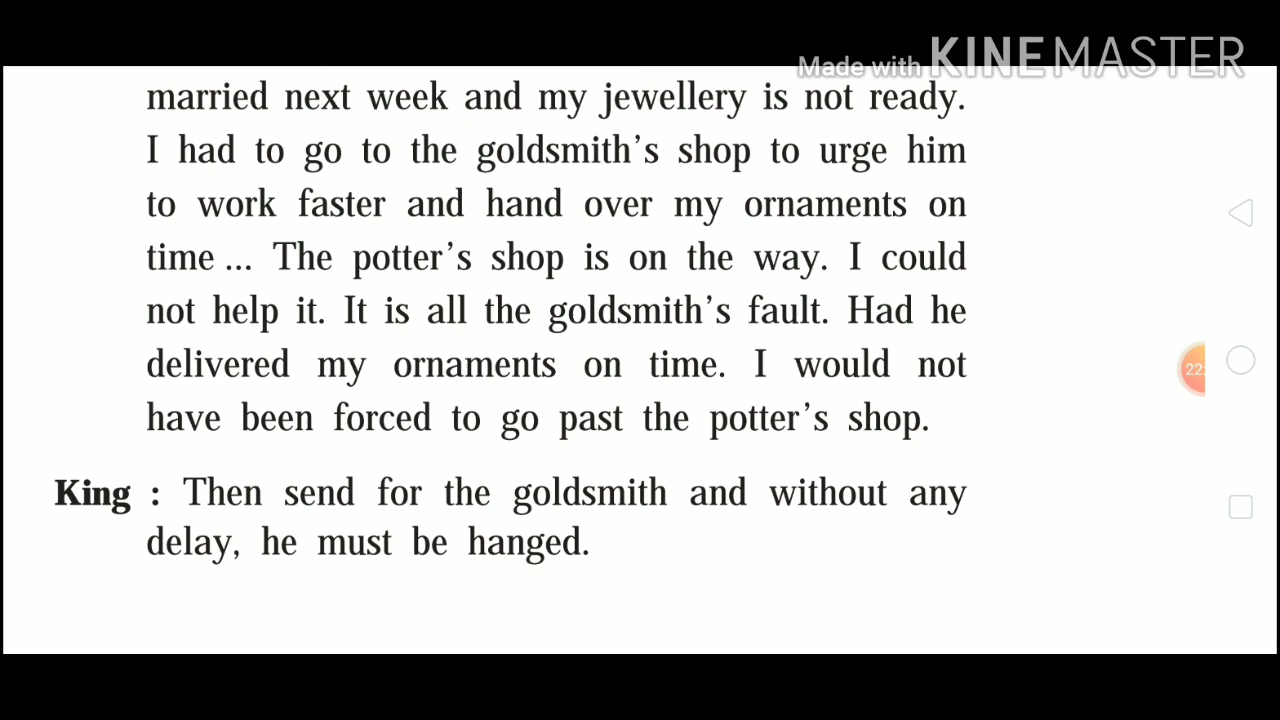 Made with KINEMASTER
married next week and my jewellery is not ready.
I had to go to the goldsmith's shop to urge him
to work faster and hand over my ornaments on
time ... The potter's shop is on the way. I could
not help it. It is all the goldsmith's fault. Had he
delivered my ornaments on time. I would not
have been forced to go past the potter's shop.
King : Then send for the goldsmith and without any
delay, he must be hanged.